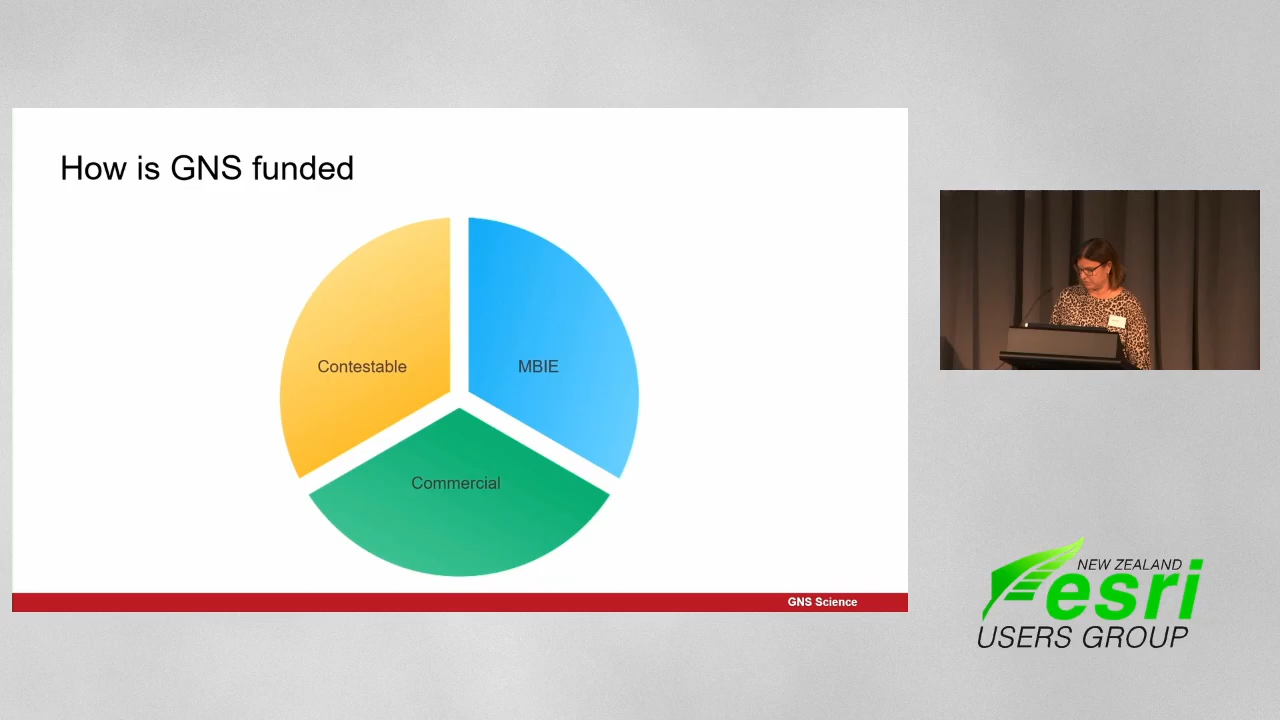 How is GNS funded
Contestable
MBIE
Commercial
GNS Science
NEW ZEALAND
esri
USERS GROUP